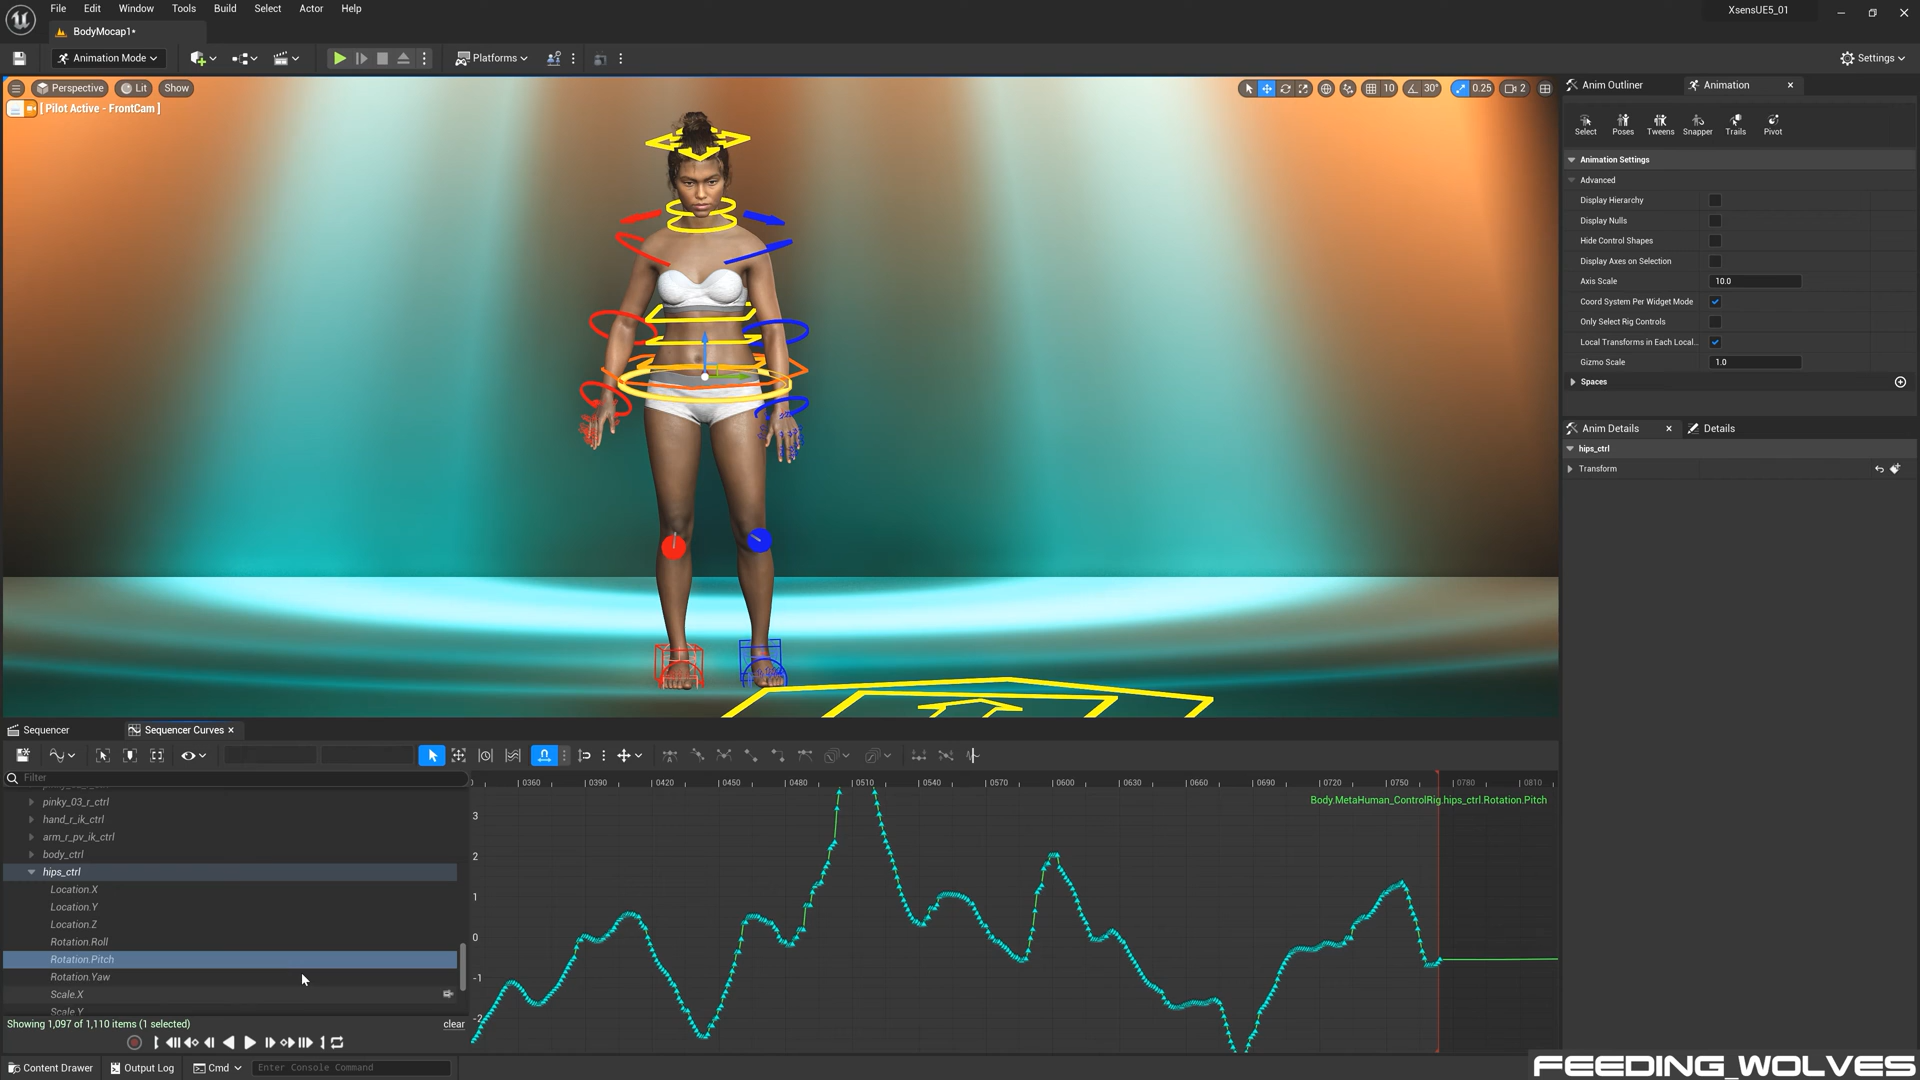 File Edit Window Tools Build Select Actor Help
XsensUE5_01
BodyMocap1*
Animation Mode
Platforms
Settings
Perspective Lit Show
[ Pilot Active - FrontCam ]
10 30° 0.25 2
Anim Outliner Animation
Select Poses Tweens Snapper Trails Pivot
Animation Settings
Advanced
Display Hierarchy
Display Nulls
Hide Control Shapes
Display Axes on Selection
Axis Scale 10.0
Coord System Per Widget Mode
Only Select Rig Controls
Local Transforms in Each Local..
Gizmo Scale 1.0
Spaces
Anim Details Details
hips_ctrl
Transform
Sequencer Sequencer Curves
Filter
0360 0390 0420 0450 0480 0510 0540 0570 0600 0630 0660 0690 0720 0750 0780 0810
Body.MetaHuman_ControlRig.hips_ctrl.Rotation.Pitch
3
2
1
0
-1
-2
pinky_03_r_ctrl
hand_r_ik_ctrl
arm_r_pv_ik_ctrl
body_ctrl
hips_ctrl
Location.X
Location.Y
Location.Z
Rotation.Roll
Rotation.Pitch
Rotation.Yaw
Scale.X
Scale.Y
Showing 1,097 of 1,110 items (1 selected) clear
Content Drawer Output Log Cmd Enter Console Command
FEEDING_WOLVES